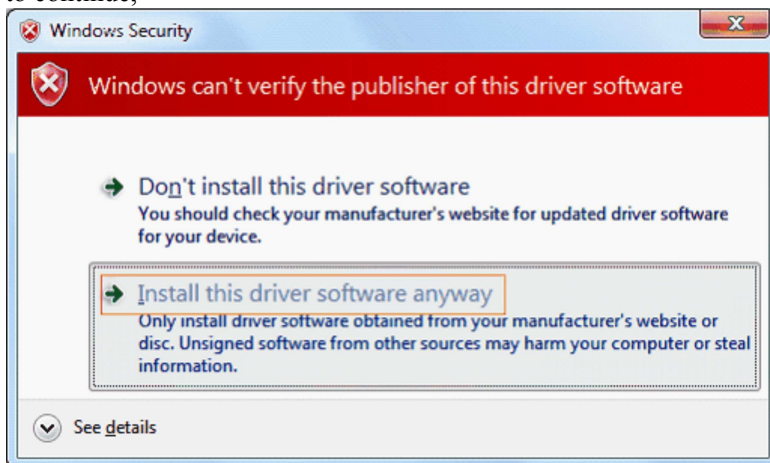 to continue,
Windows Security
Windows can't verify the publisher of this driver software
Don't install this driver software
You should check your manufacturer's website for updated driver software
for your device.
Install this driver software anyway
Only install driver software obtained from your manufacturer's website or
disc. Unsigned software from other sources may harm your computer or steal
information.
See details